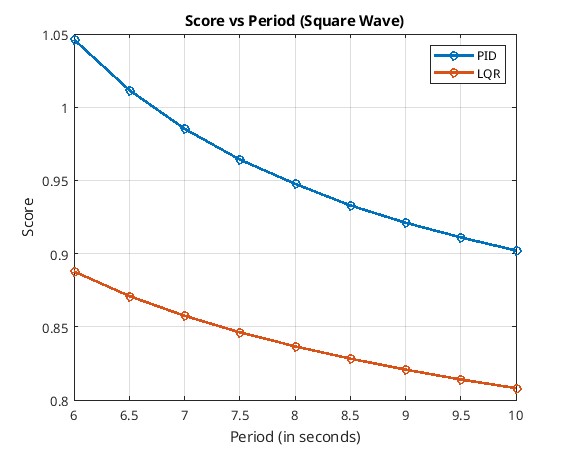 Score vs Period (Square Wave)
PID
LQR
1.05
1
0.95
0.9
0.85
0.8
Score
6 6.5 7 7.5 8 8.5 9 9.5 10
Period (in seconds)